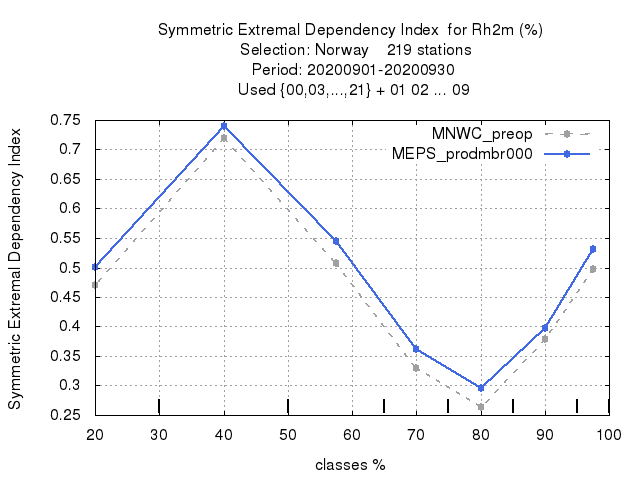 Symmetric Extremal Dependency Index  for Rh2m (%)
Selection: Norway    219 stations
Period: 20200901-20200930
Used {00,03,...,21} + 01 02 ... 09
Symmetric Extremal Dependency Index
0.75
0.7
0.65
0.6
0.55
0.5
0.45
0.4
0.35
0.3
0.25
MNWC_preop
MEPS_prodmbr000
20 30 40 50 60 70 80 90 100
classes %